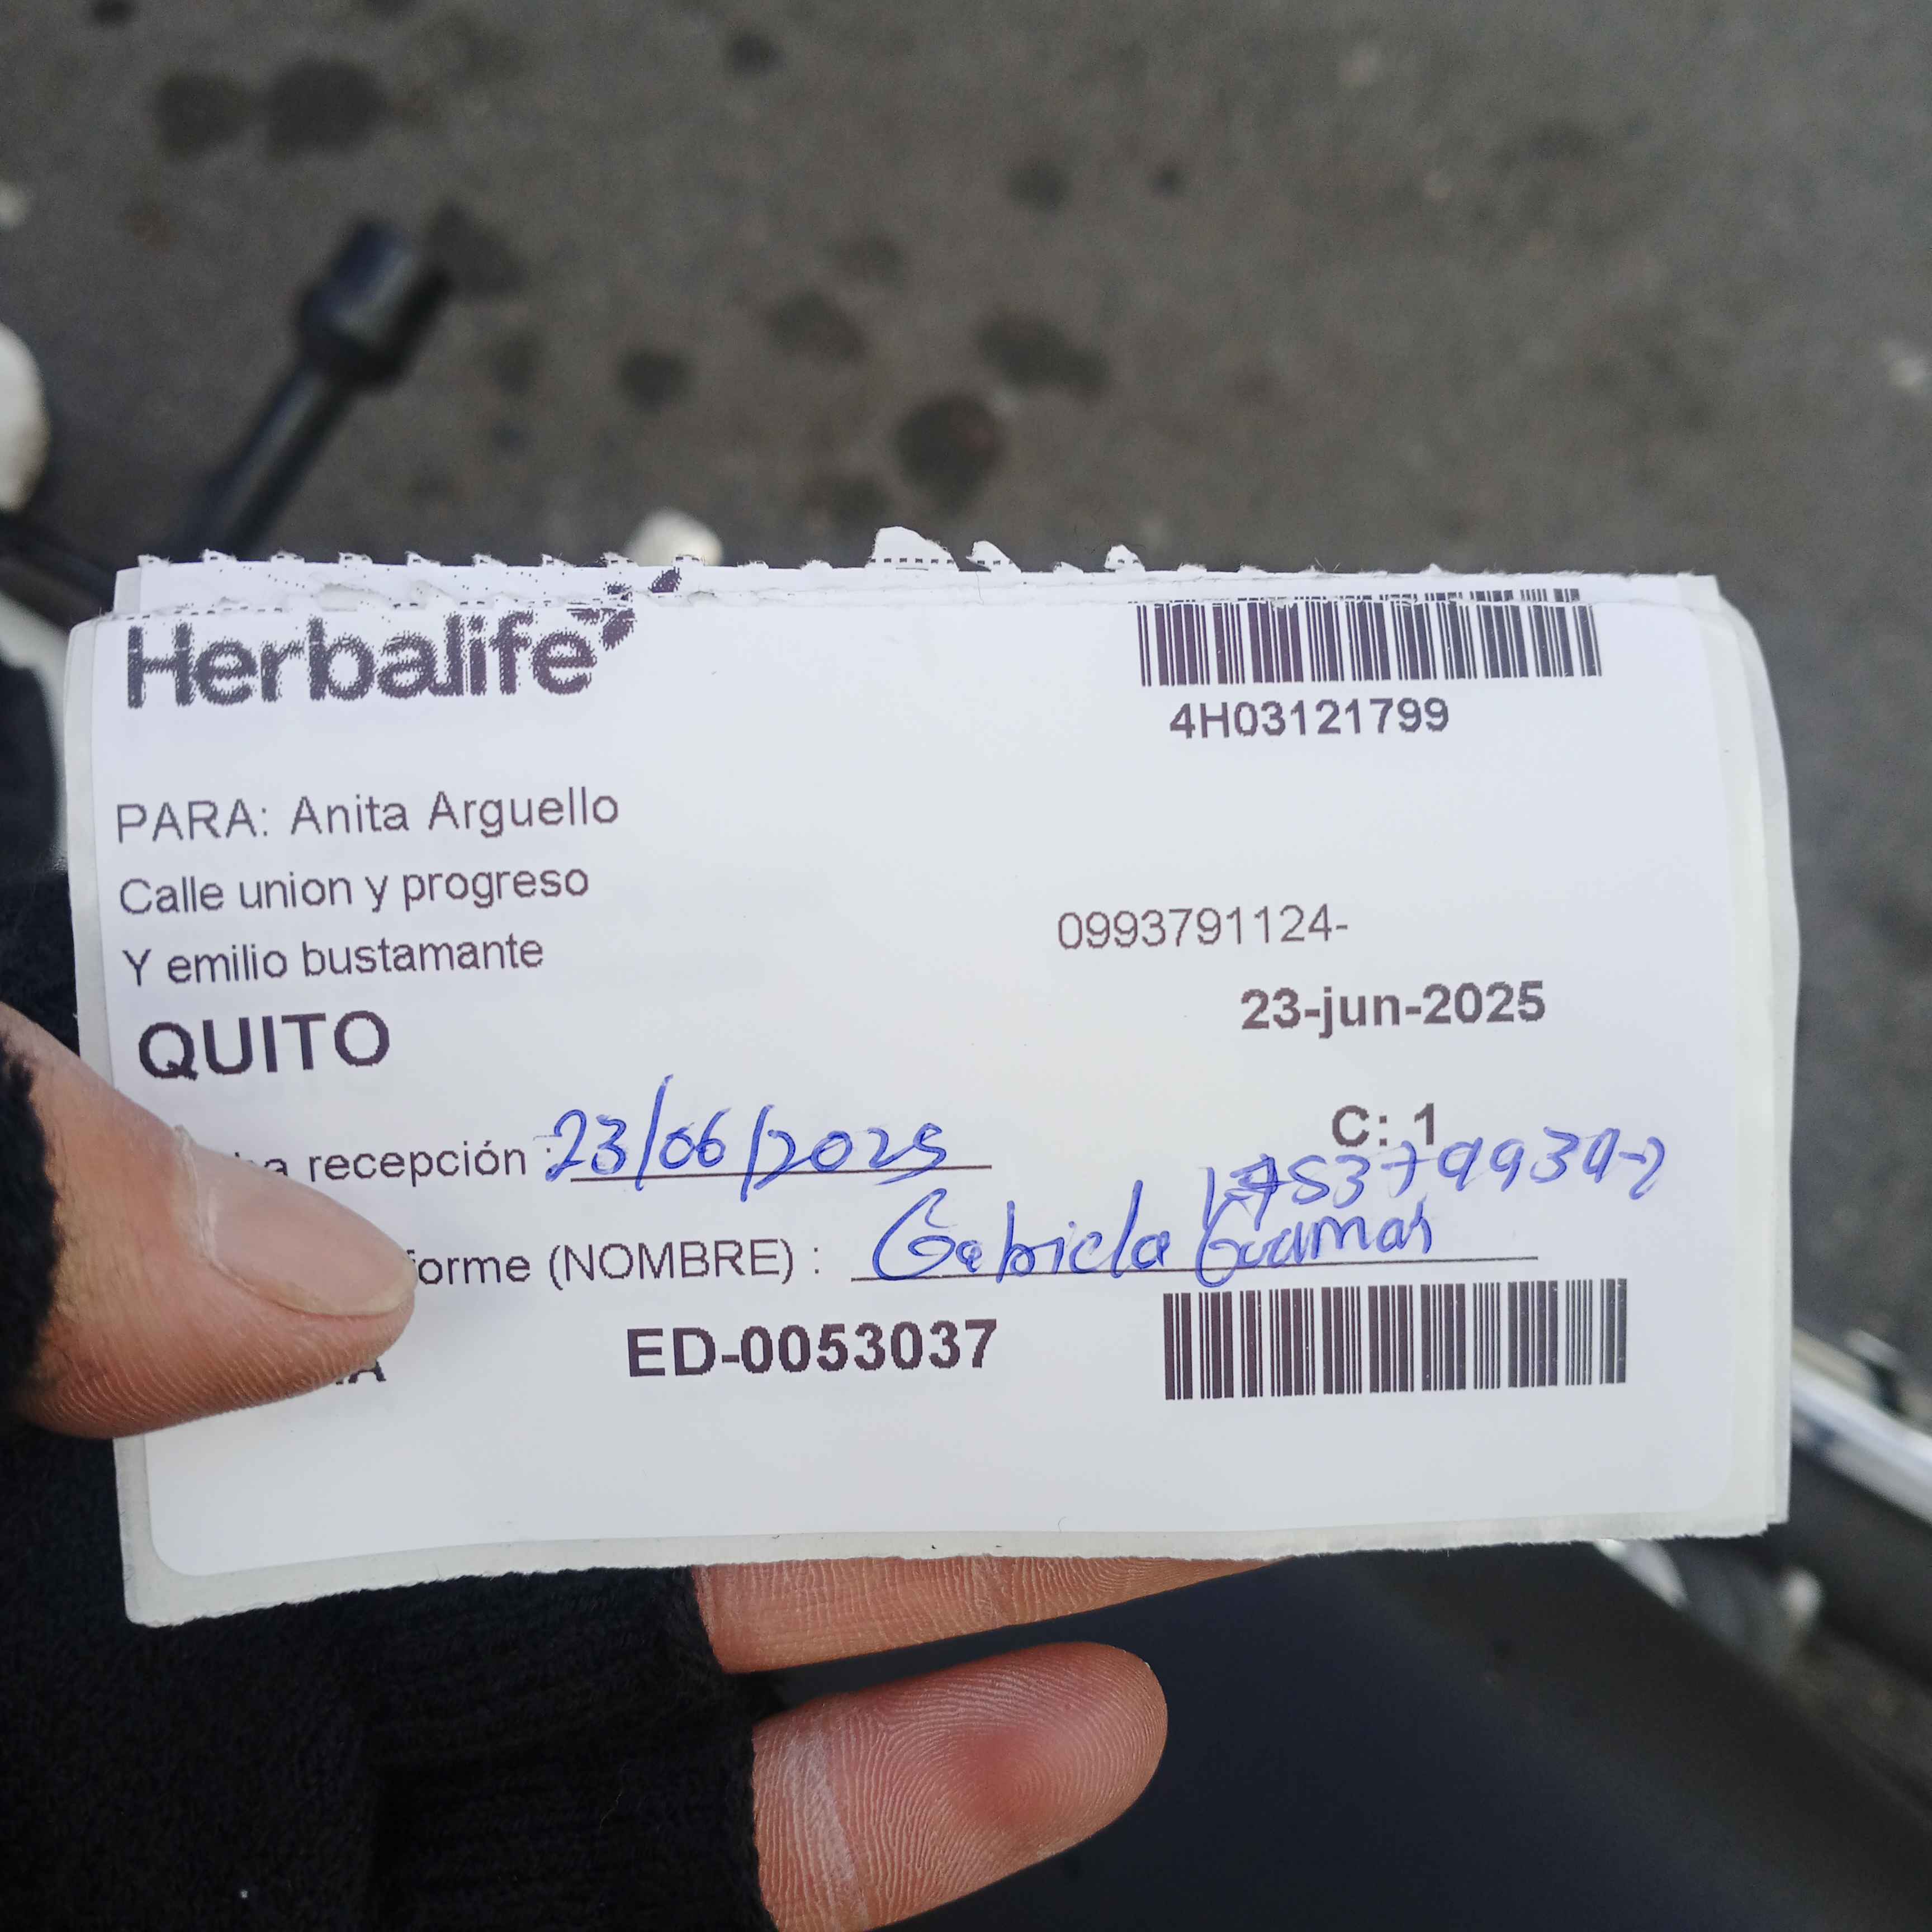 Herbalife
4H03121799
PARA: Anita Arguello
Calle union y progreso
Y emilio bustamante
0993791124-
QUITO
23-jun-2025
C: 1
recepción : 23/06/2025
(NOMBRE) : Gabriela
ED-0053037